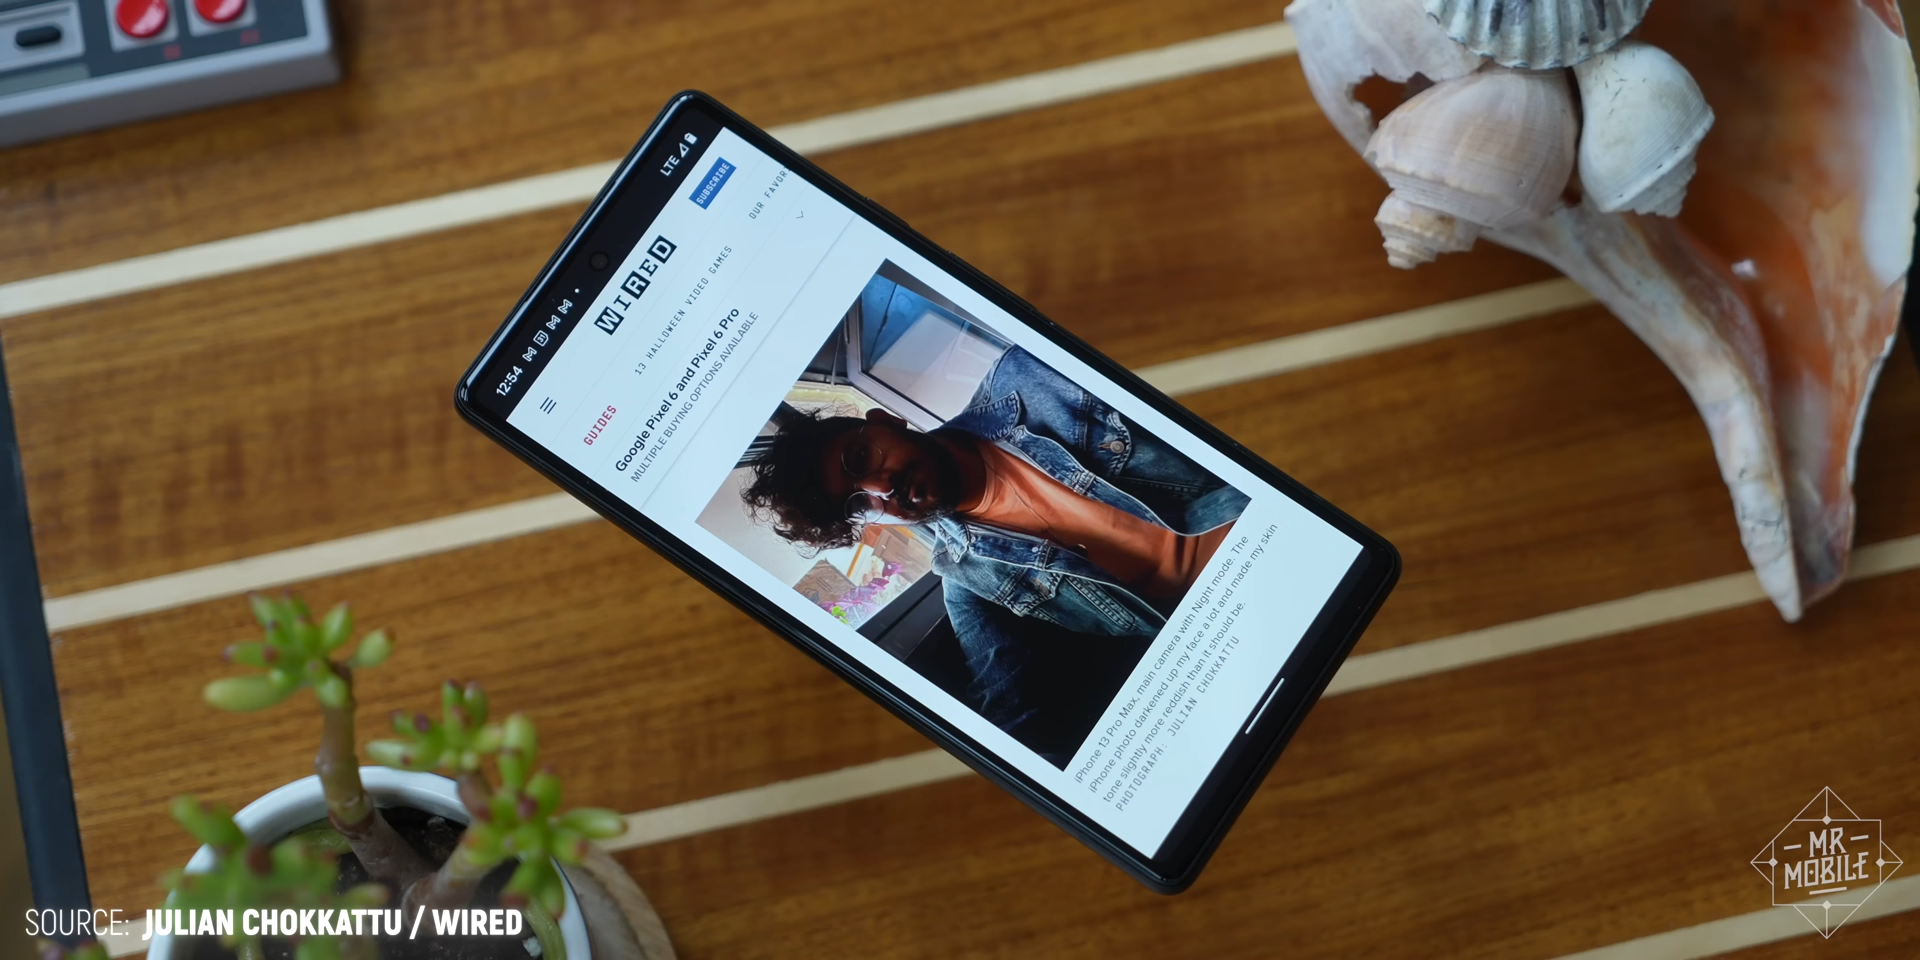 12:54
31
LTE
WIRED
SUBSCRIBE
13 HALLOWEEN VIDEO GAMES
OUR FAVOR
GUIDES
Google Pixel 6 and Pixel 6 Pro
MULTIPLE BUYING OPTIONS AVAILABLE
iPhone 13 Pro Max, main camera with Night mode. The
iPhone photo darkened up my face a lot and made my skin
tone slightly more reddish than it should be.
PHOTOGRAPH: JULIAN CHOKKATTU
SOURCE: JULIAN CHOKKATTU / WIRED
MR
MOBILE